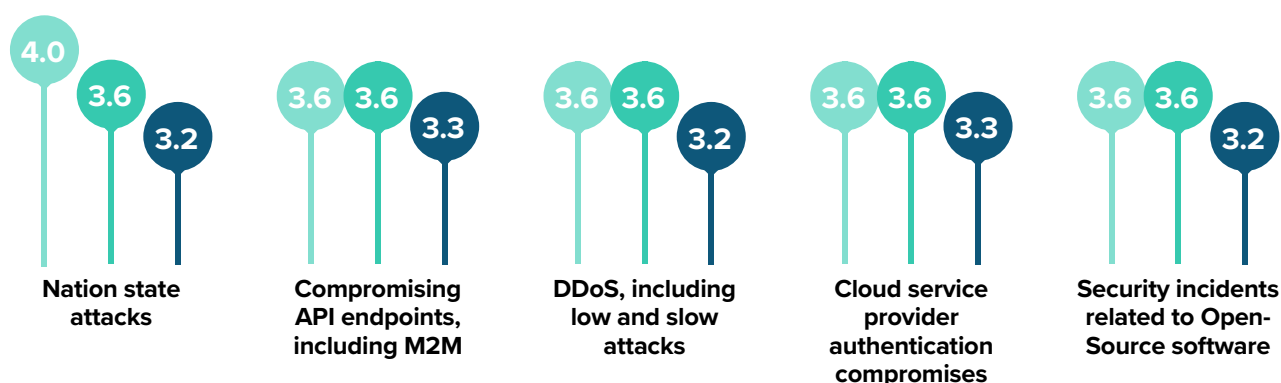 4.0
3.6
3.2
3.6
3.6
3.3
3.6
3.6
3.2
3.6
3.6
3.3
3.6
3.6
3.2
Nation state
attacks
Compromising
API endpoints,
including M2M
DDoS, including
low and slow
attacks
Cloud service
provider
authentication
compromises
Security incidents
related to Open-
Source software